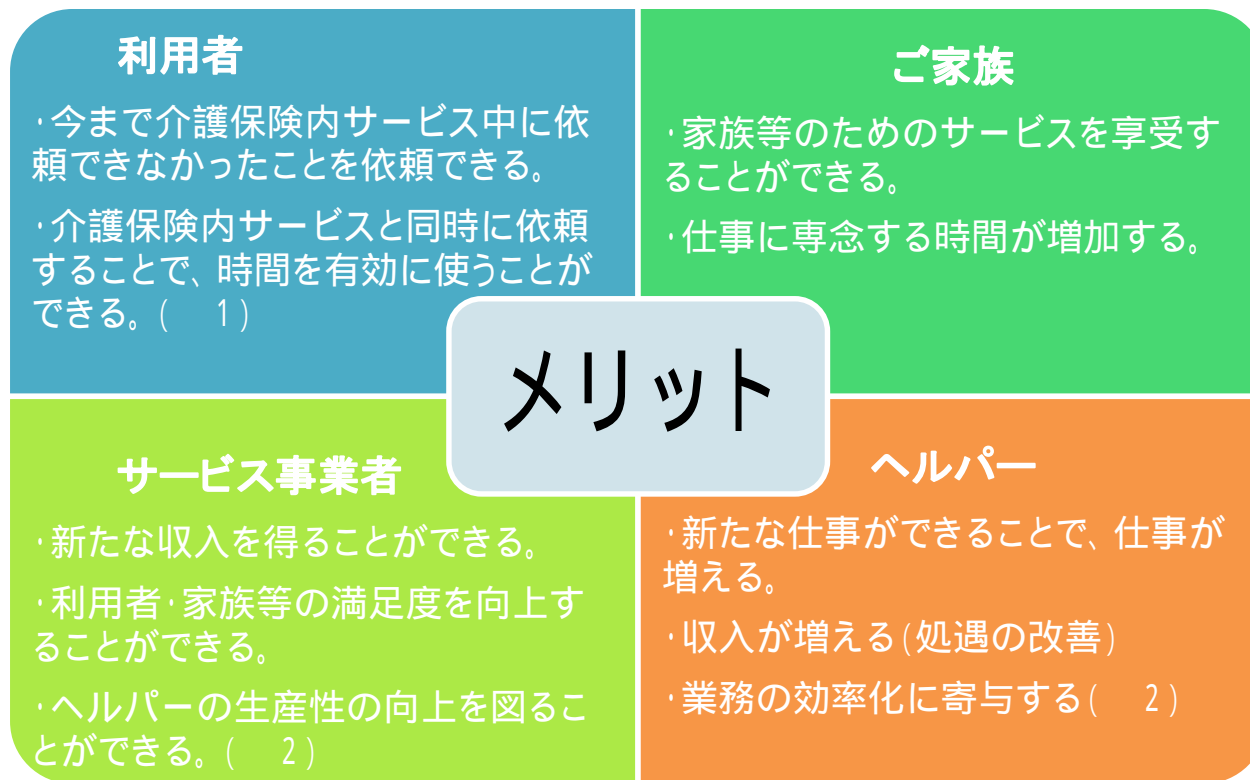 利用者
・今まで介護保険内サービス中に依
頼できなかったことを依頼できる。
・介護保険内サービスと同時に依頼
することで、時間を有効に使うことが
できる。(　1)
ご家族
・家族等のためのサービスを享受す
ることができる。
・仕事に専念する時間が増加する。
メリット
サービス事業者
・新たな収入を得ることができる。
・利用者・家族等の満足度を向上す
ることができる。
・ヘルパーの生産性の向上を図るこ
とができる。(　2)
ヘルパー
・新たな仕事ができることで、仕事が
増える。
・収入が増える(処遇の改善)
・業務の効率化に寄与する(　2)